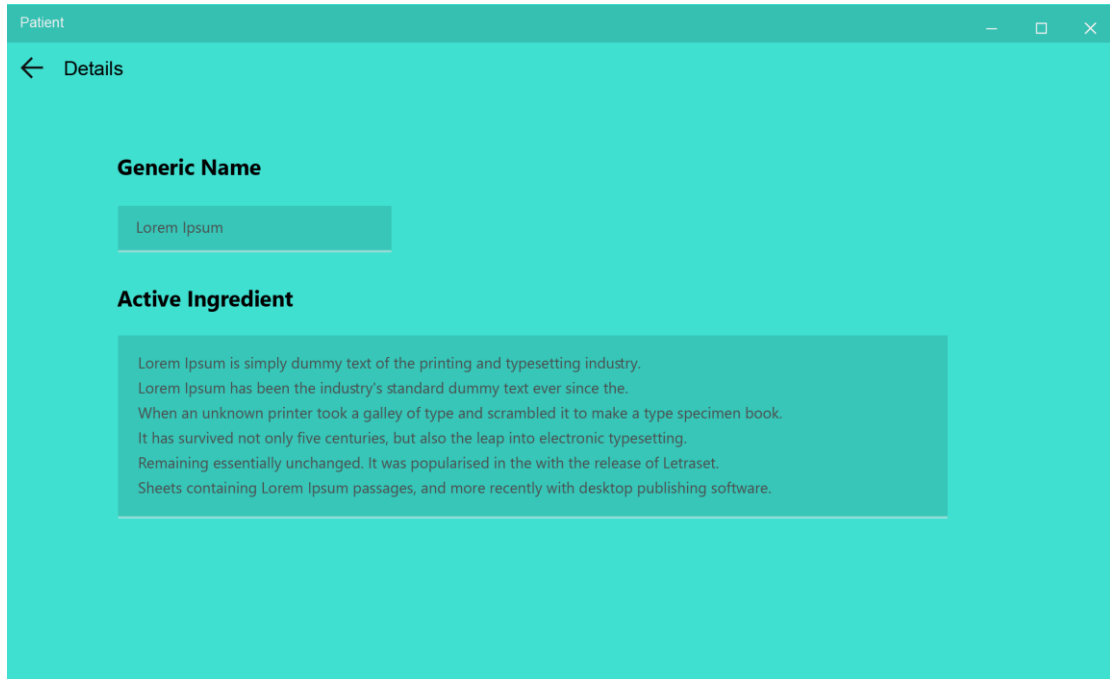 Patient
Details
Generic Name
Lorem Ipsum
Active Ingredient
Lorem Ipsum is simply dummy text of the printing and typesetting industry.
Lorem Ipsum has been the industry's standard dummy text ever since the.
When an unknown printer took a galley of type and scrambled it to make a type specimen book.
It has survived not only five centuries, but also the leap into electronic typesetting.
Remaining essentially unchanged. It was popularised in the with the release of Letraset.
Sheets containing Lorem Ipsum passages, and more recently with desktop publishing software.